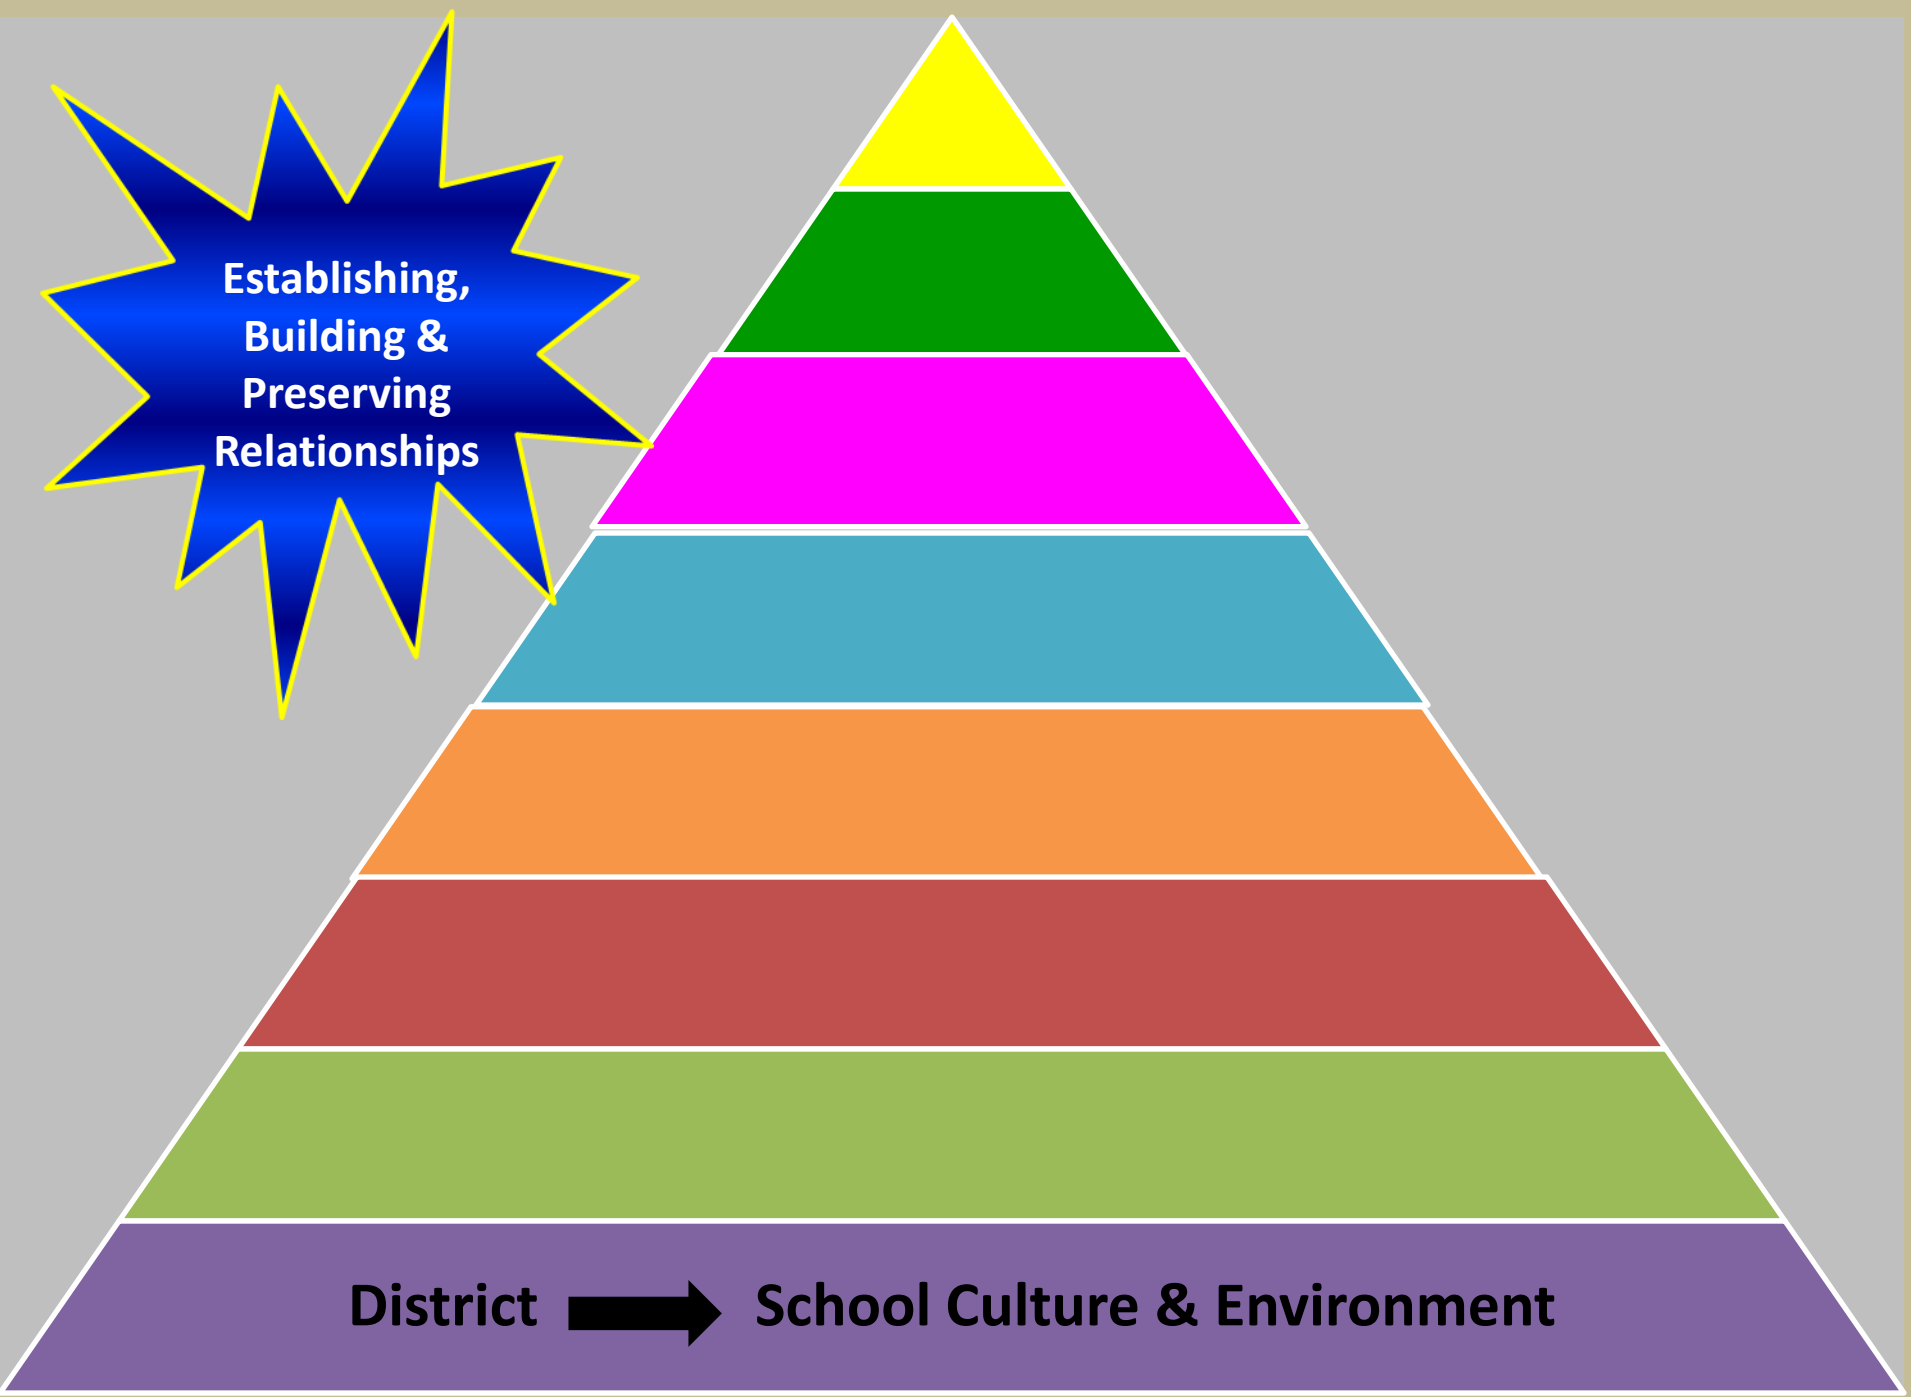 Establishing,
Building &
Preserving
Relationships
District School Culture & Environment